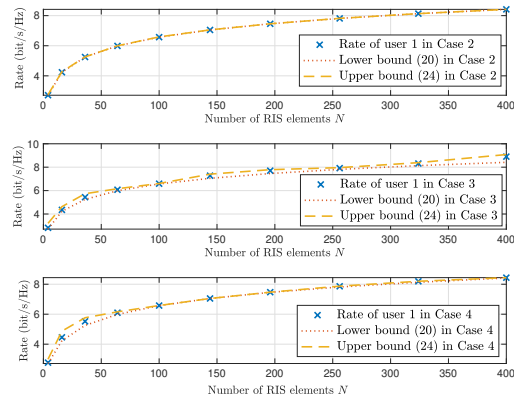 8
6
4
Rate (bit/s/Hz)
Rate of user 1 in Case 2
Lower bound (20) in Case 2
Upper bound (24) in Case 2
0 50 100 150 200 250 300 350 400
Number of RIS elements N
10
8
6
4
Rate (bit/s/Hz)
Rate of user 1 in Case 3
Lower bound (20) in Case 3
Upper bound (24) in Case 3
0 50 100 150 200 250 300 350 400
Number of RIS elements N
8
6
4
Rate (bit/s/Hz)
Rate of user 1 in Case 4
Lower bound (20) in Case 4
Upper bound (24) in Case 4
0 50 100 150 200 250 300 350 400
Number of RIS elements N